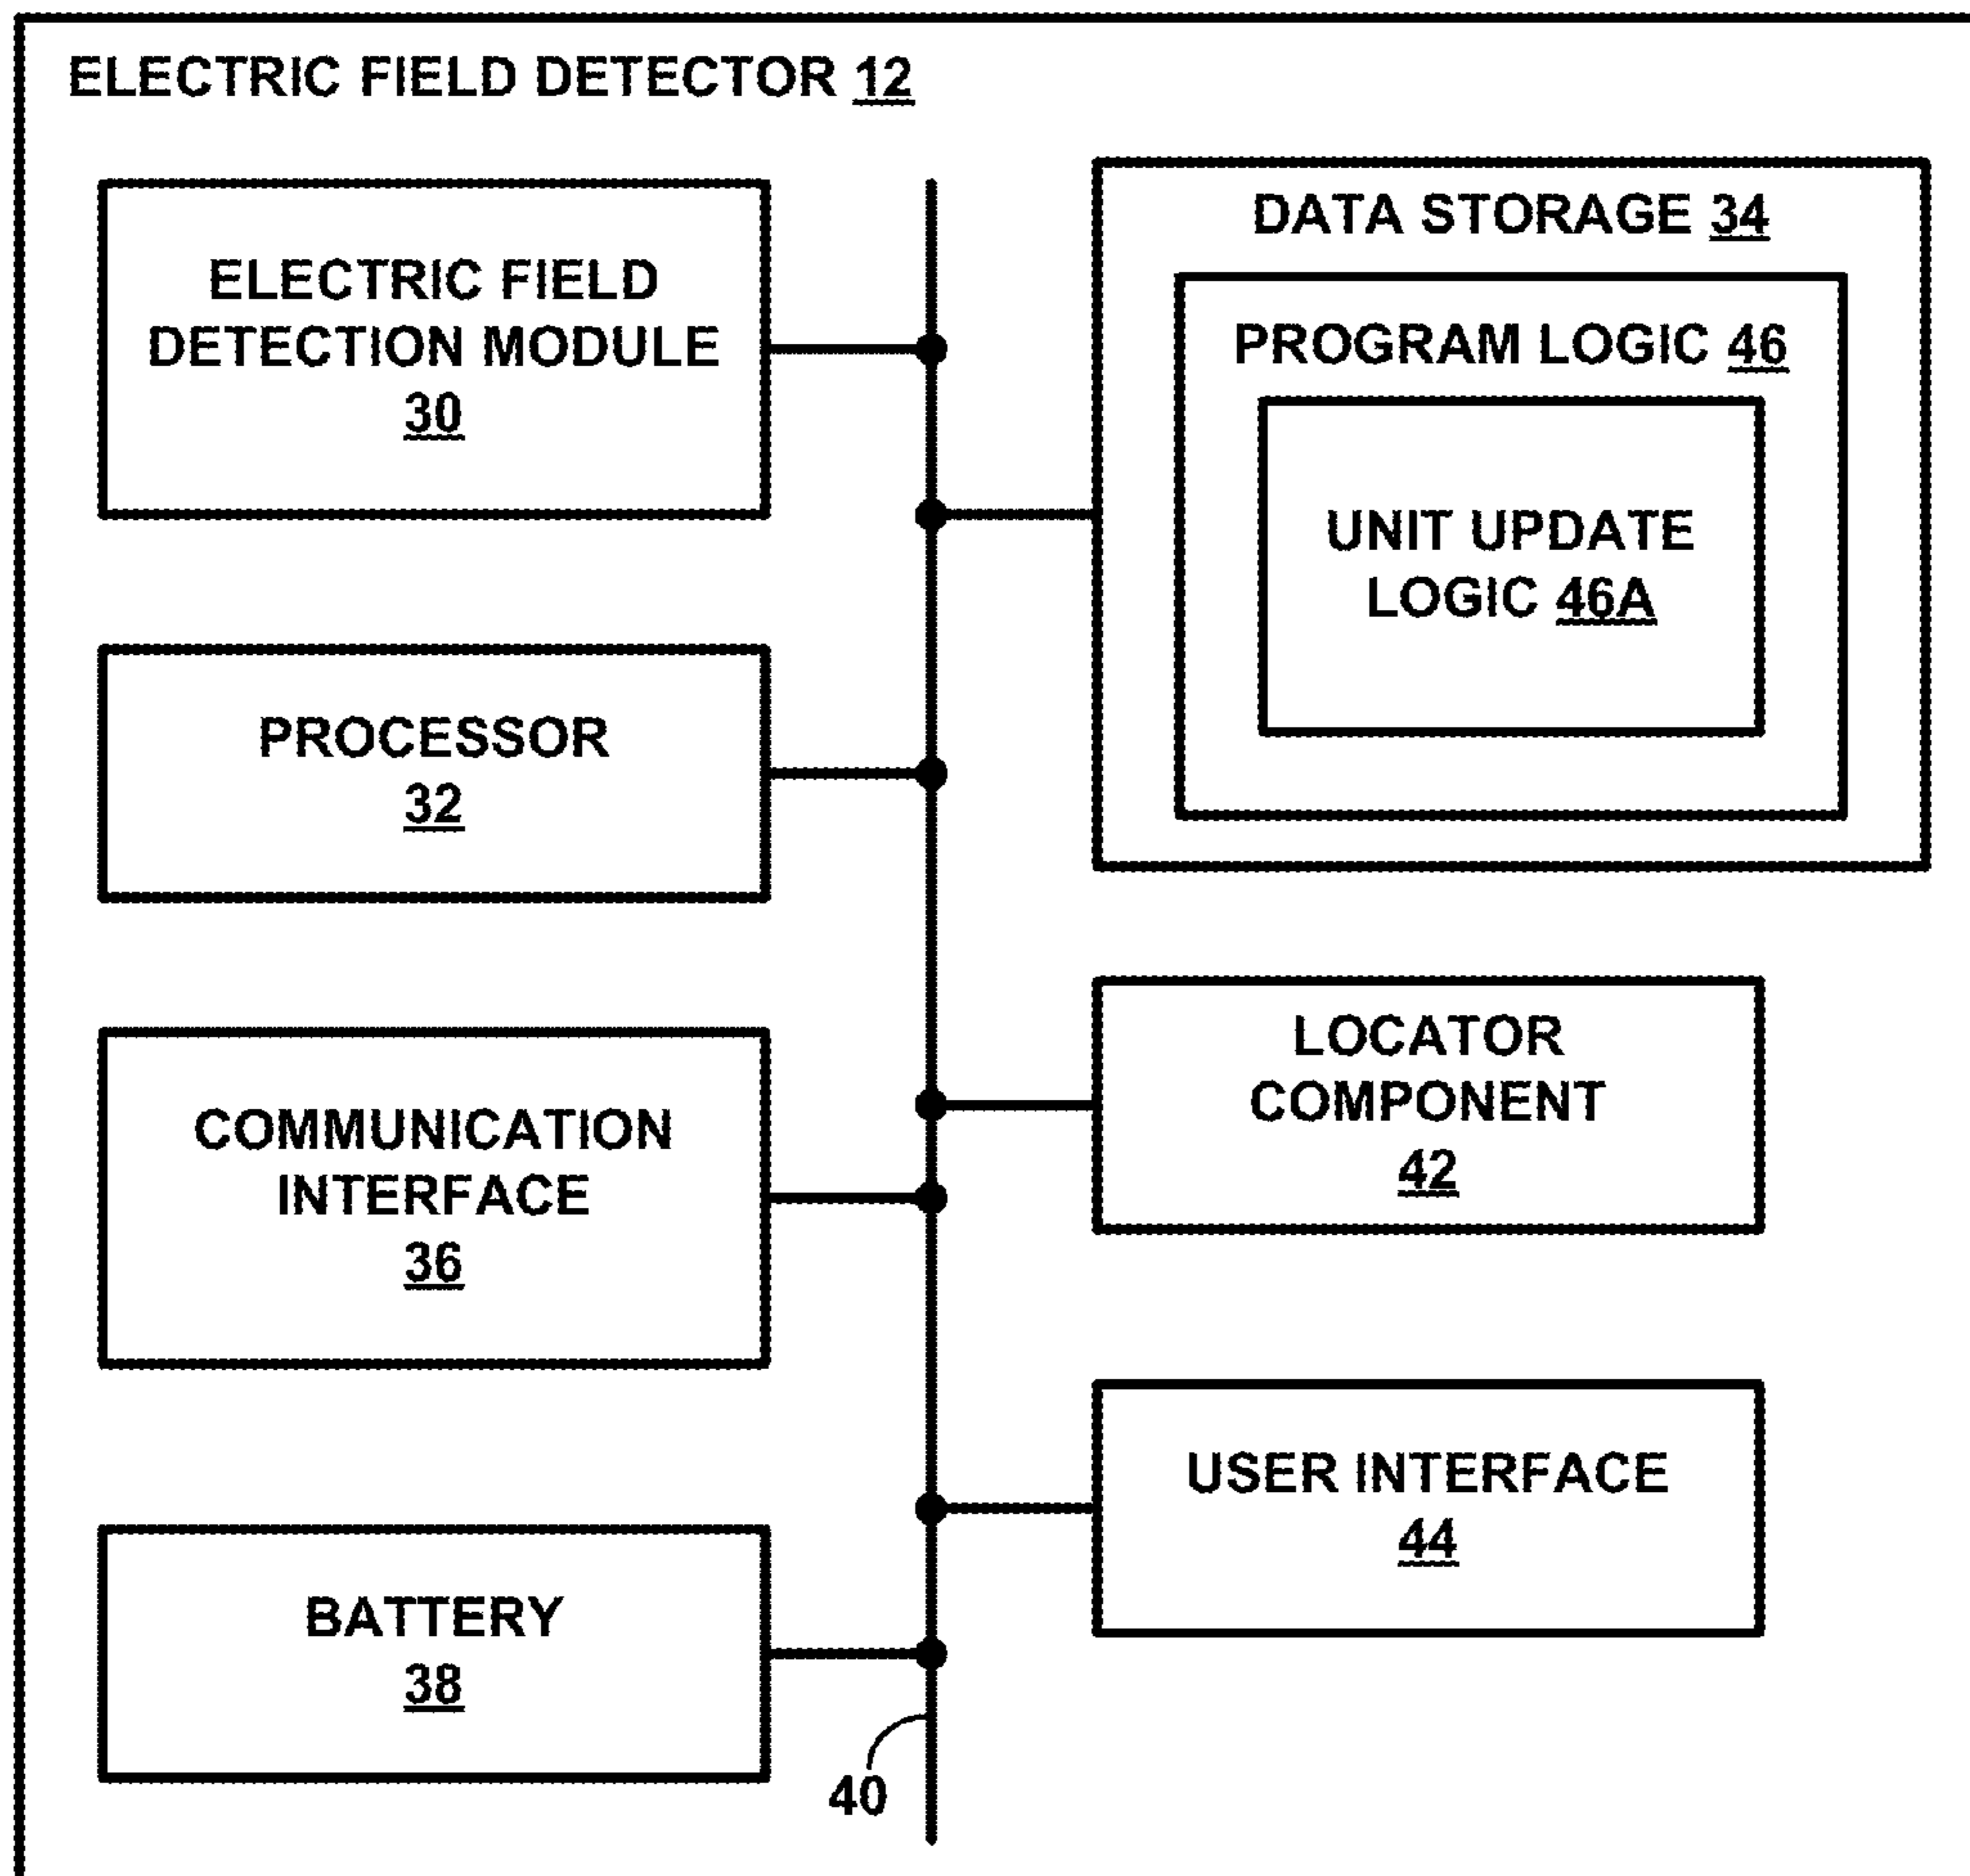 ELECTRIC FIELD DETECTOR 12
ELECTRIC FIELD
DETECTION MODULE
30
DATA STORAGE 34
PROGRAM LOGIC 46
UNIT UPDATE
LOGIC 46A
PROCESSOR
32
LOCATOR
COMPONENT
42
COMMUNICATION
INTERFACE
36
USER INTERFACE
44
BATTERY
38
40